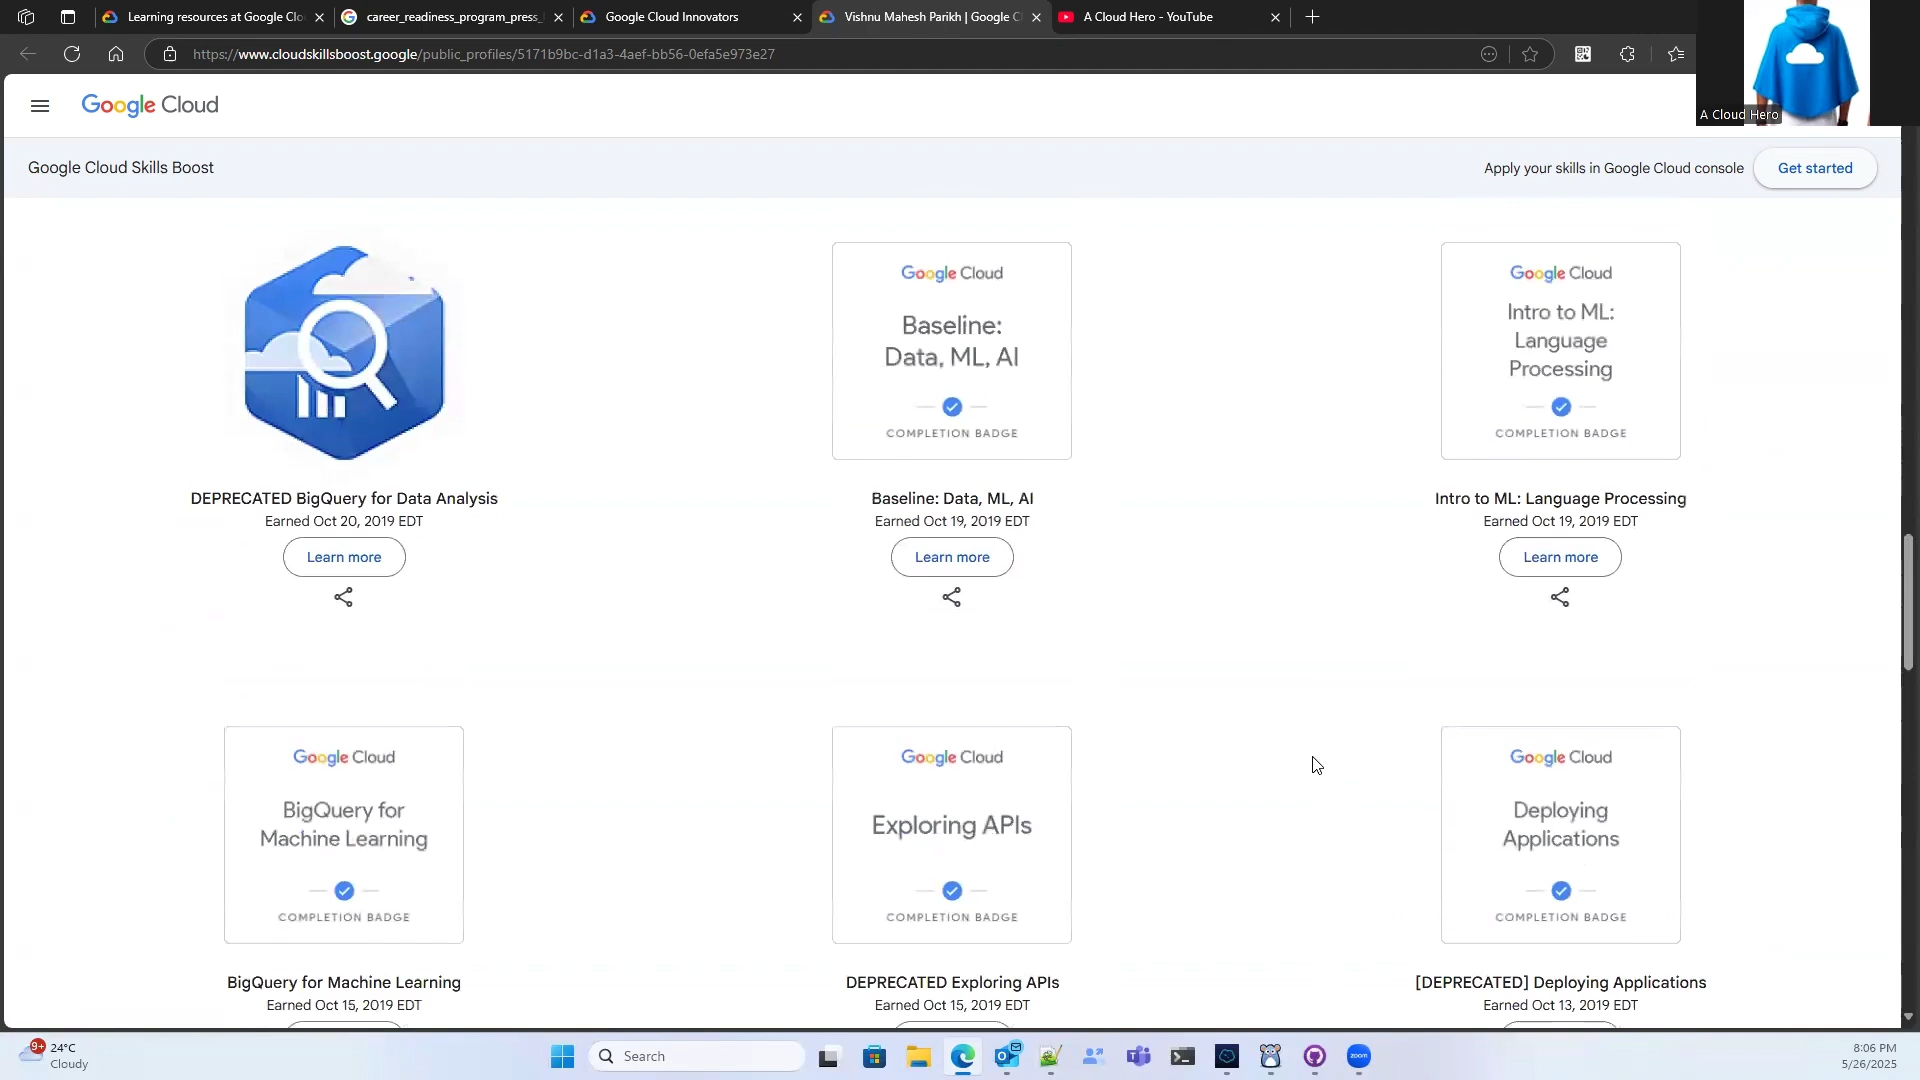 Learning resources at Google Clo
career_readiness_program_press_
Google Cloud Innovators
Vishnu Mahesh Parikh | Google C
A Cloud Hero - YouTube
https://www.cloudskillsboost.google/public_profiles/5171b9bc-d1a3-4aef-bb56-0efa5e973e27
A Cloud Hero
Google Cloud
Google Cloud Skills Boost
Apply your skills in Google Cloud console
Get started
Google Cloud
Baseline:
Data, ML, AI
COMPLETION BADGE
Google Cloud
Intro to ML:
Language
Processing
COMPLETION BADGE
DEPRECATED BigQuery for Data Analysis
Earned Oct 20, 2019 EDT
Learn more
Baseline: Data, ML, AI
Earned Oct 19, 2019 EDT
Learn more
Intro to ML: Language Processing
Earned Oct 19, 2019 EDT
Learn more
Google Cloud
BigQuery for
Machine Learning
COMPLETION BADGE
Google Cloud
Exploring APIs
COMPLETION BADGE
Google Cloud
Deploying
Applications
COMPLETION BADGE
BigQuery for Machine Learning
Earned Oct 15, 2019 EDT
DEPRECATED Exploring APIs
Earned Oct 15, 2019 EDT
[DEPRECATED] Deploying Applications
Earned Oct 13, 2019 EDT
9+
24°C
Cloudy
Search
zoom
8:06 PM
5/26/2025